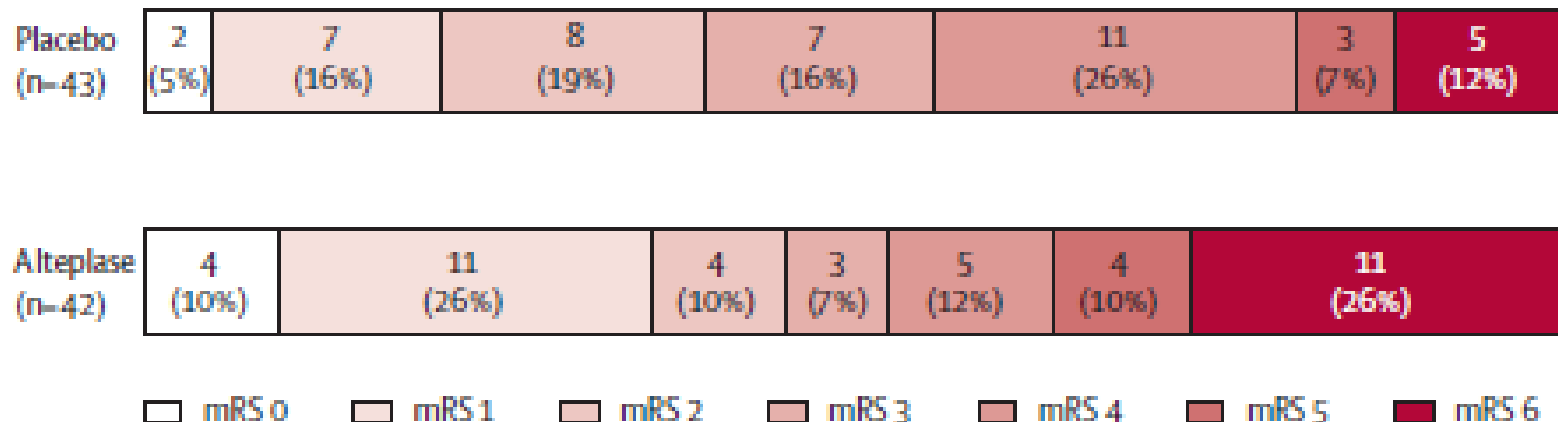 Placebo 2 7 8 7 11 3 5
(n=43) (5%) (16%) (19%) (16%) (26%) (7%) (12%)
Alteplase 4 11 4 3 5 4 11
(n=42) (10%) (26%) (10%) (7%) (12%) (10%) (26%)
mRS 0 mRS 1 mRS 2 mRS 3 mRS 4 mRS 5 mRS 6